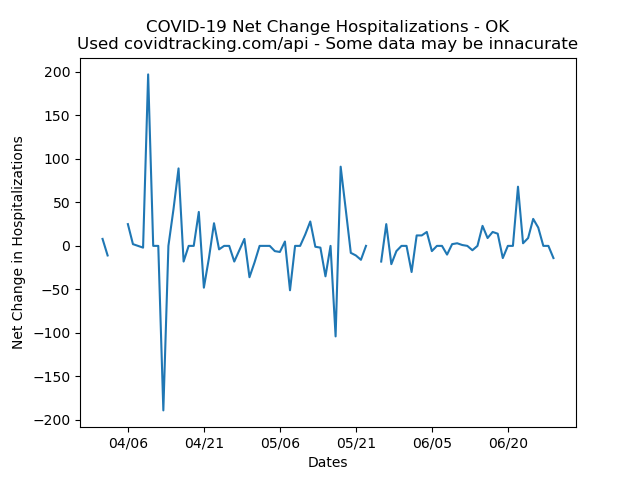 COVID-19 Net Change Hospitalizations - OK
Used covidtracking.com/api - Some data may be innacurate
Net Change in Hospitalizations
200
150
100
50
0
−50
−100
−150
−200
04/06 04/21 05/06 05/21 06/05 06/20
Dates